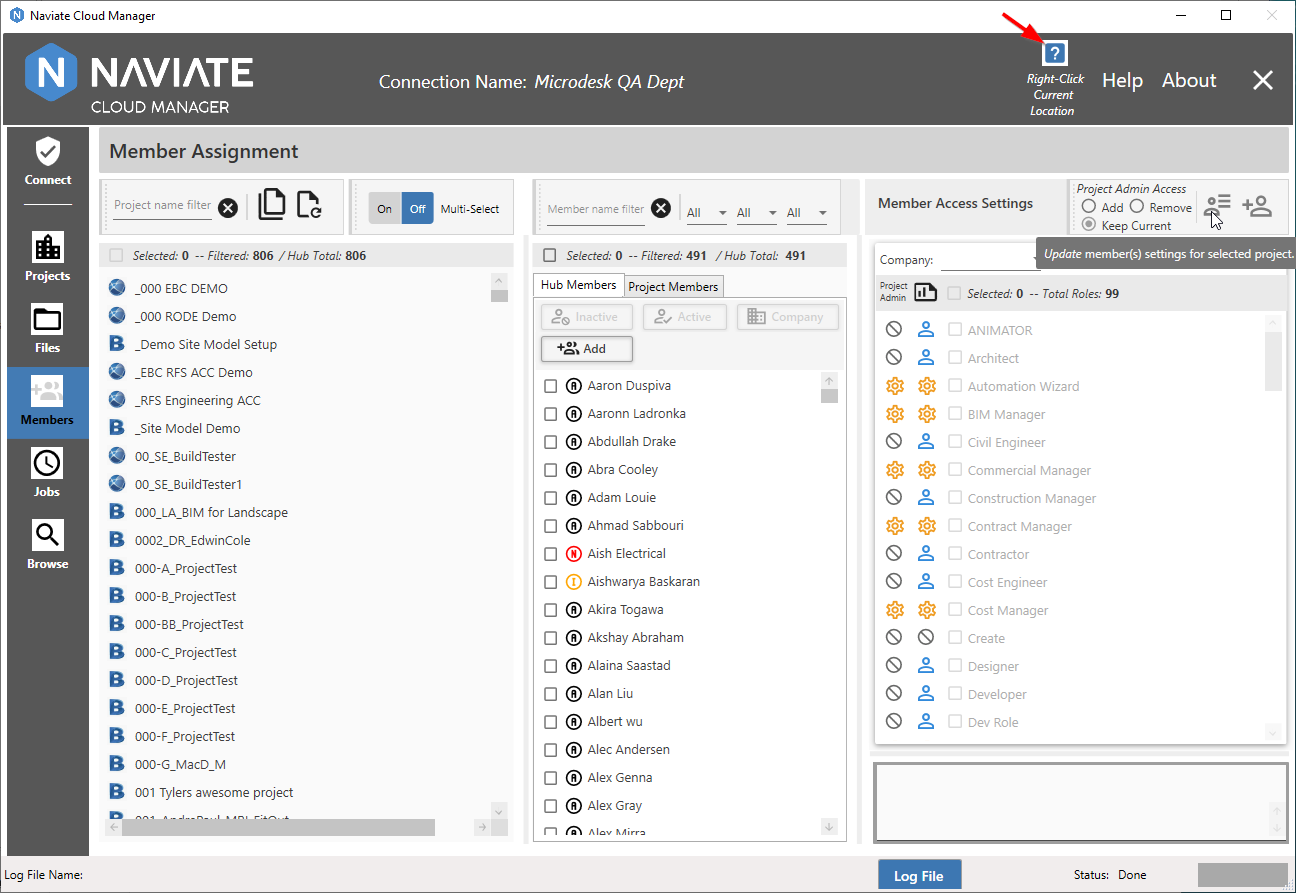 Naviate Cloud Manager
NAVIATE
CLOUD MANAGER
Connection Name: Microdesk QA Dept
?
Right-Click
Current
Location
Help
About
Connect
Projects
Files
Members
Jobs
Browse
Member Assignment
Project name filter
On
Off
Multi-Select
Selected: 0 -- Filtered: 806 / Hub Total: 806
_000 EBC DEMO
_000 RODE Demo
_Demo Site Model Setup
_EBC RFS ACC Demo
_RFS Engineering ACC
_Site Model Demo
00_SE_BuildTester
00_SE_BuildTester1
000_LA_BIM for Landscape
0002_DR_EdwinCole
000-A_ProjectTest
000-B_ProjectTest
000-BB_ProjectTest
000-C_ProjectTest
000-D_ProjectTest
000-E_ProjectTest
000-F_ProjectTest
000-G_MacD_M
001 Tylers awesome project
001_AndrePaul_MRI_FitOut
Member name filter
All
All
All
Selected: 0 -- Filtered: 491 / Hub Total: 491
Hub Members
Project Members
Inactive
Active
Company
Add
Aaron Duspiva
Aaronn Ladronka
Abdullah Drake
Abra Cooley
Adam Louie
Ahmad Sabbouri
Aish Electrical
Aishwarya Baskaran
Akira Togawa
Akshay Abraham
Alaina Saastad
Alan Liu
Albert wu
Alec Andersen
Alex Genna
Alex Gray
Alex Mirra
Member Access Settings
Project Admin Access
Add
Remove
Keep Current
Update member(s) settings for selected project.
Company:
Project
Admin
Selected: 0 -- Total Roles: 99
ANIMATOR
Architect
Automation Wizard
BIM Manager
Civil Engineer
Commercial Manager
Construction Manager
Contract Manager
Contractor
Cost Engineer
Cost Manager
Create
Designer
Developer
Dev Role
Log File Name:
Log File
Status: Done